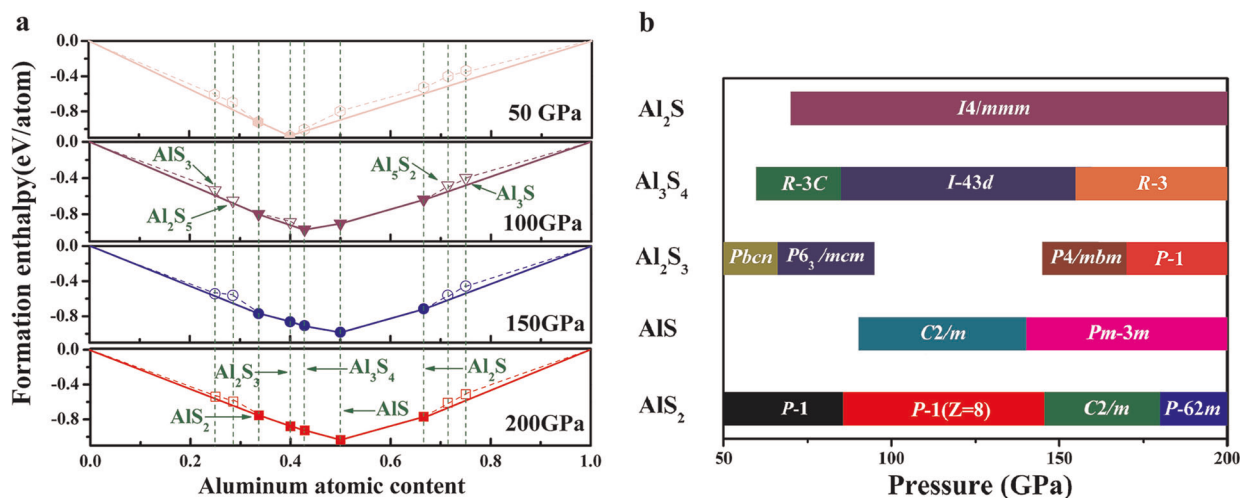 a
b
Formation enthalpy(eV/atom)
0.0
-0.4
-0.8
50 GPa
0.0
-0.4
-0.8
AlS₃
Al₂S₅
Al₅S₂
Al₃S
100GPa
0.0
-0.4
-0.8
150GPa
0.0
-0.4
-0.8
Al₂S₃
Al₃S₄
Al₂S
AlS₂
AlS
200GPa
0.0 0.2 0.4 0.6 0.8 1.0
Aluminum atomic content
Al₂S
I4/mmm
Al₃S₄
R-3C I-43d R-3
Al₂S₃
Pbcn P6₃/mcm P4/mbm P-1
AlS
C2/m Pm-3m
AlS₂
P-1 P-1(Z=8) C2/m P-62m
50 100 150 200
Pressure (GPa)